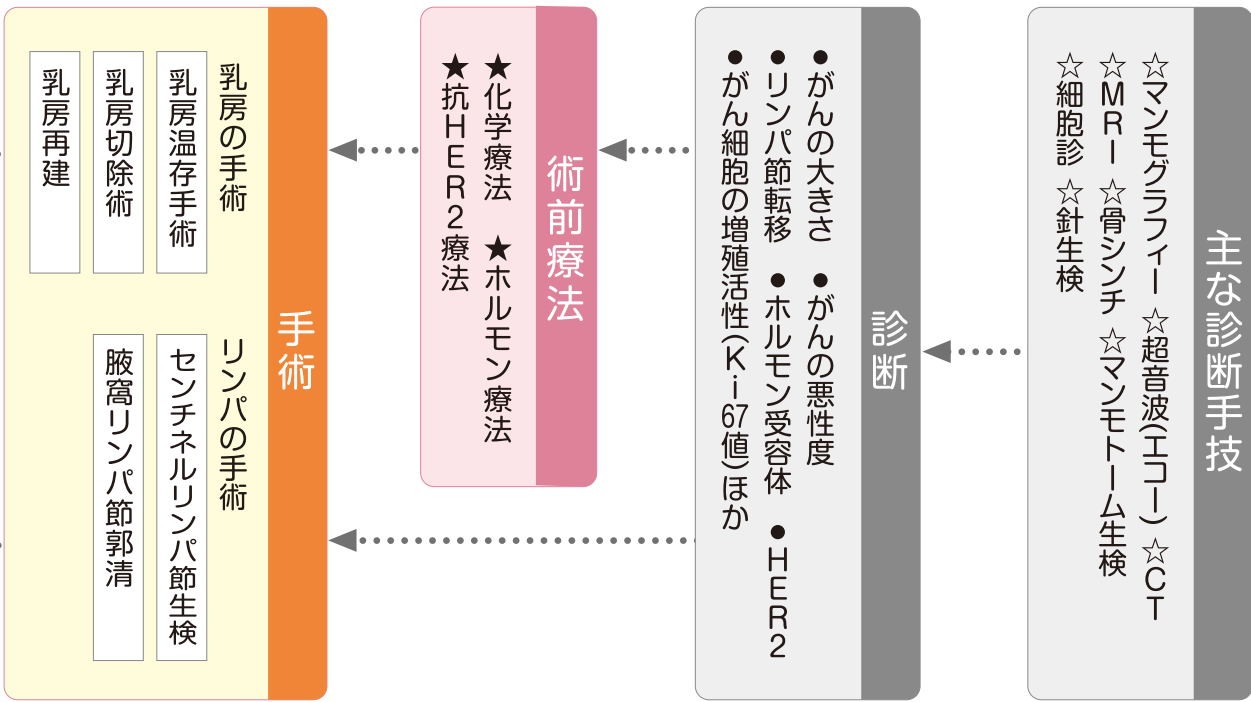 主な診断手技
☆マンモグラフィー ☆超音波(エコー) ☆CT
☆MRI ☆骨シンチ ☆マンモトーム生検
☆細胞診 ☆針生検
診断
●がんの大きさ ●がんの悪性度
●リンパ節転移 ●ホルモン受容体 ●HER2
●がん細胞の増殖活性(Ki67値)ほか
術前療法
★化学療法 ★ホルモン療法
★抗HER2療法
手術
乳房の手術
乳房温存手術
乳房切除術
乳房再建
リンパの手術
センチネルリンパ節生検
腋窩リンパ節郭清